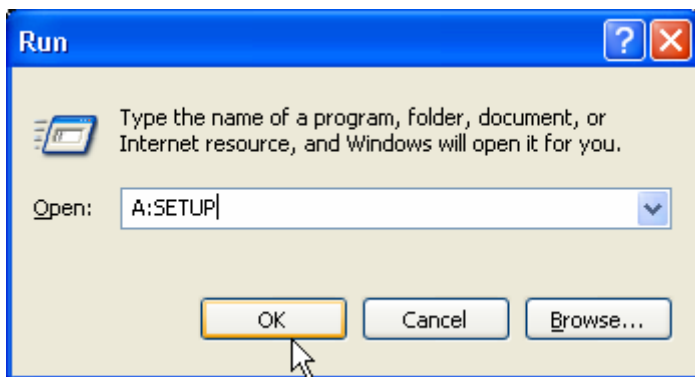 Run
Type the name of a program, folder, document, or
Internet resource, and Windows will open it for you.
Open: A:SETUP
OK Cancel Browse...